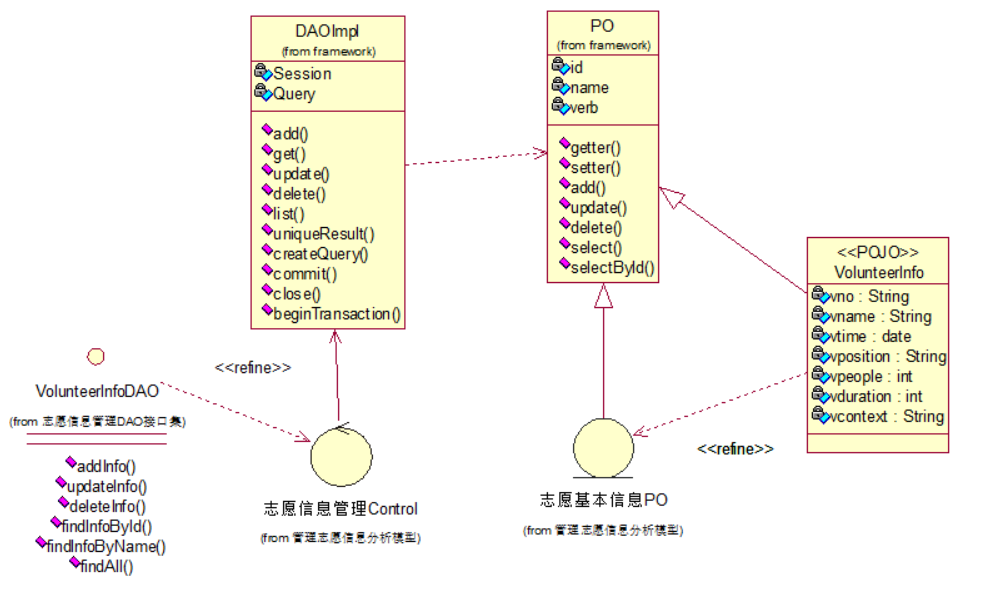 DAOImpl
(from framework)
Session
Query
add()
get()
update()
delete()
list()
uniqueResult()
createQuery()
commit()
close()
beginTransaction()
PO
(from framework)
id
name
verb
getter()
setter()
add()
update()
delete()
select()
selectById()
<<POJO>>
VolunteerInfo
vno : String
vname : String
vtime : date
vposition : String
vpeople : int
vduration : int
vcontext : String
<<refine>>
VolunteerInfoDAO
(from 志愿信息管理DAO接口集)
addInfo()
updateInfo()
deleteInfo()
findInfoById()
findInfoByName()
findAll()
志愿信息管理Control
(from 管理志愿信息分析模型)
志愿基本信息PO
(from 管理志愿信息分析模型)
<<refine>>